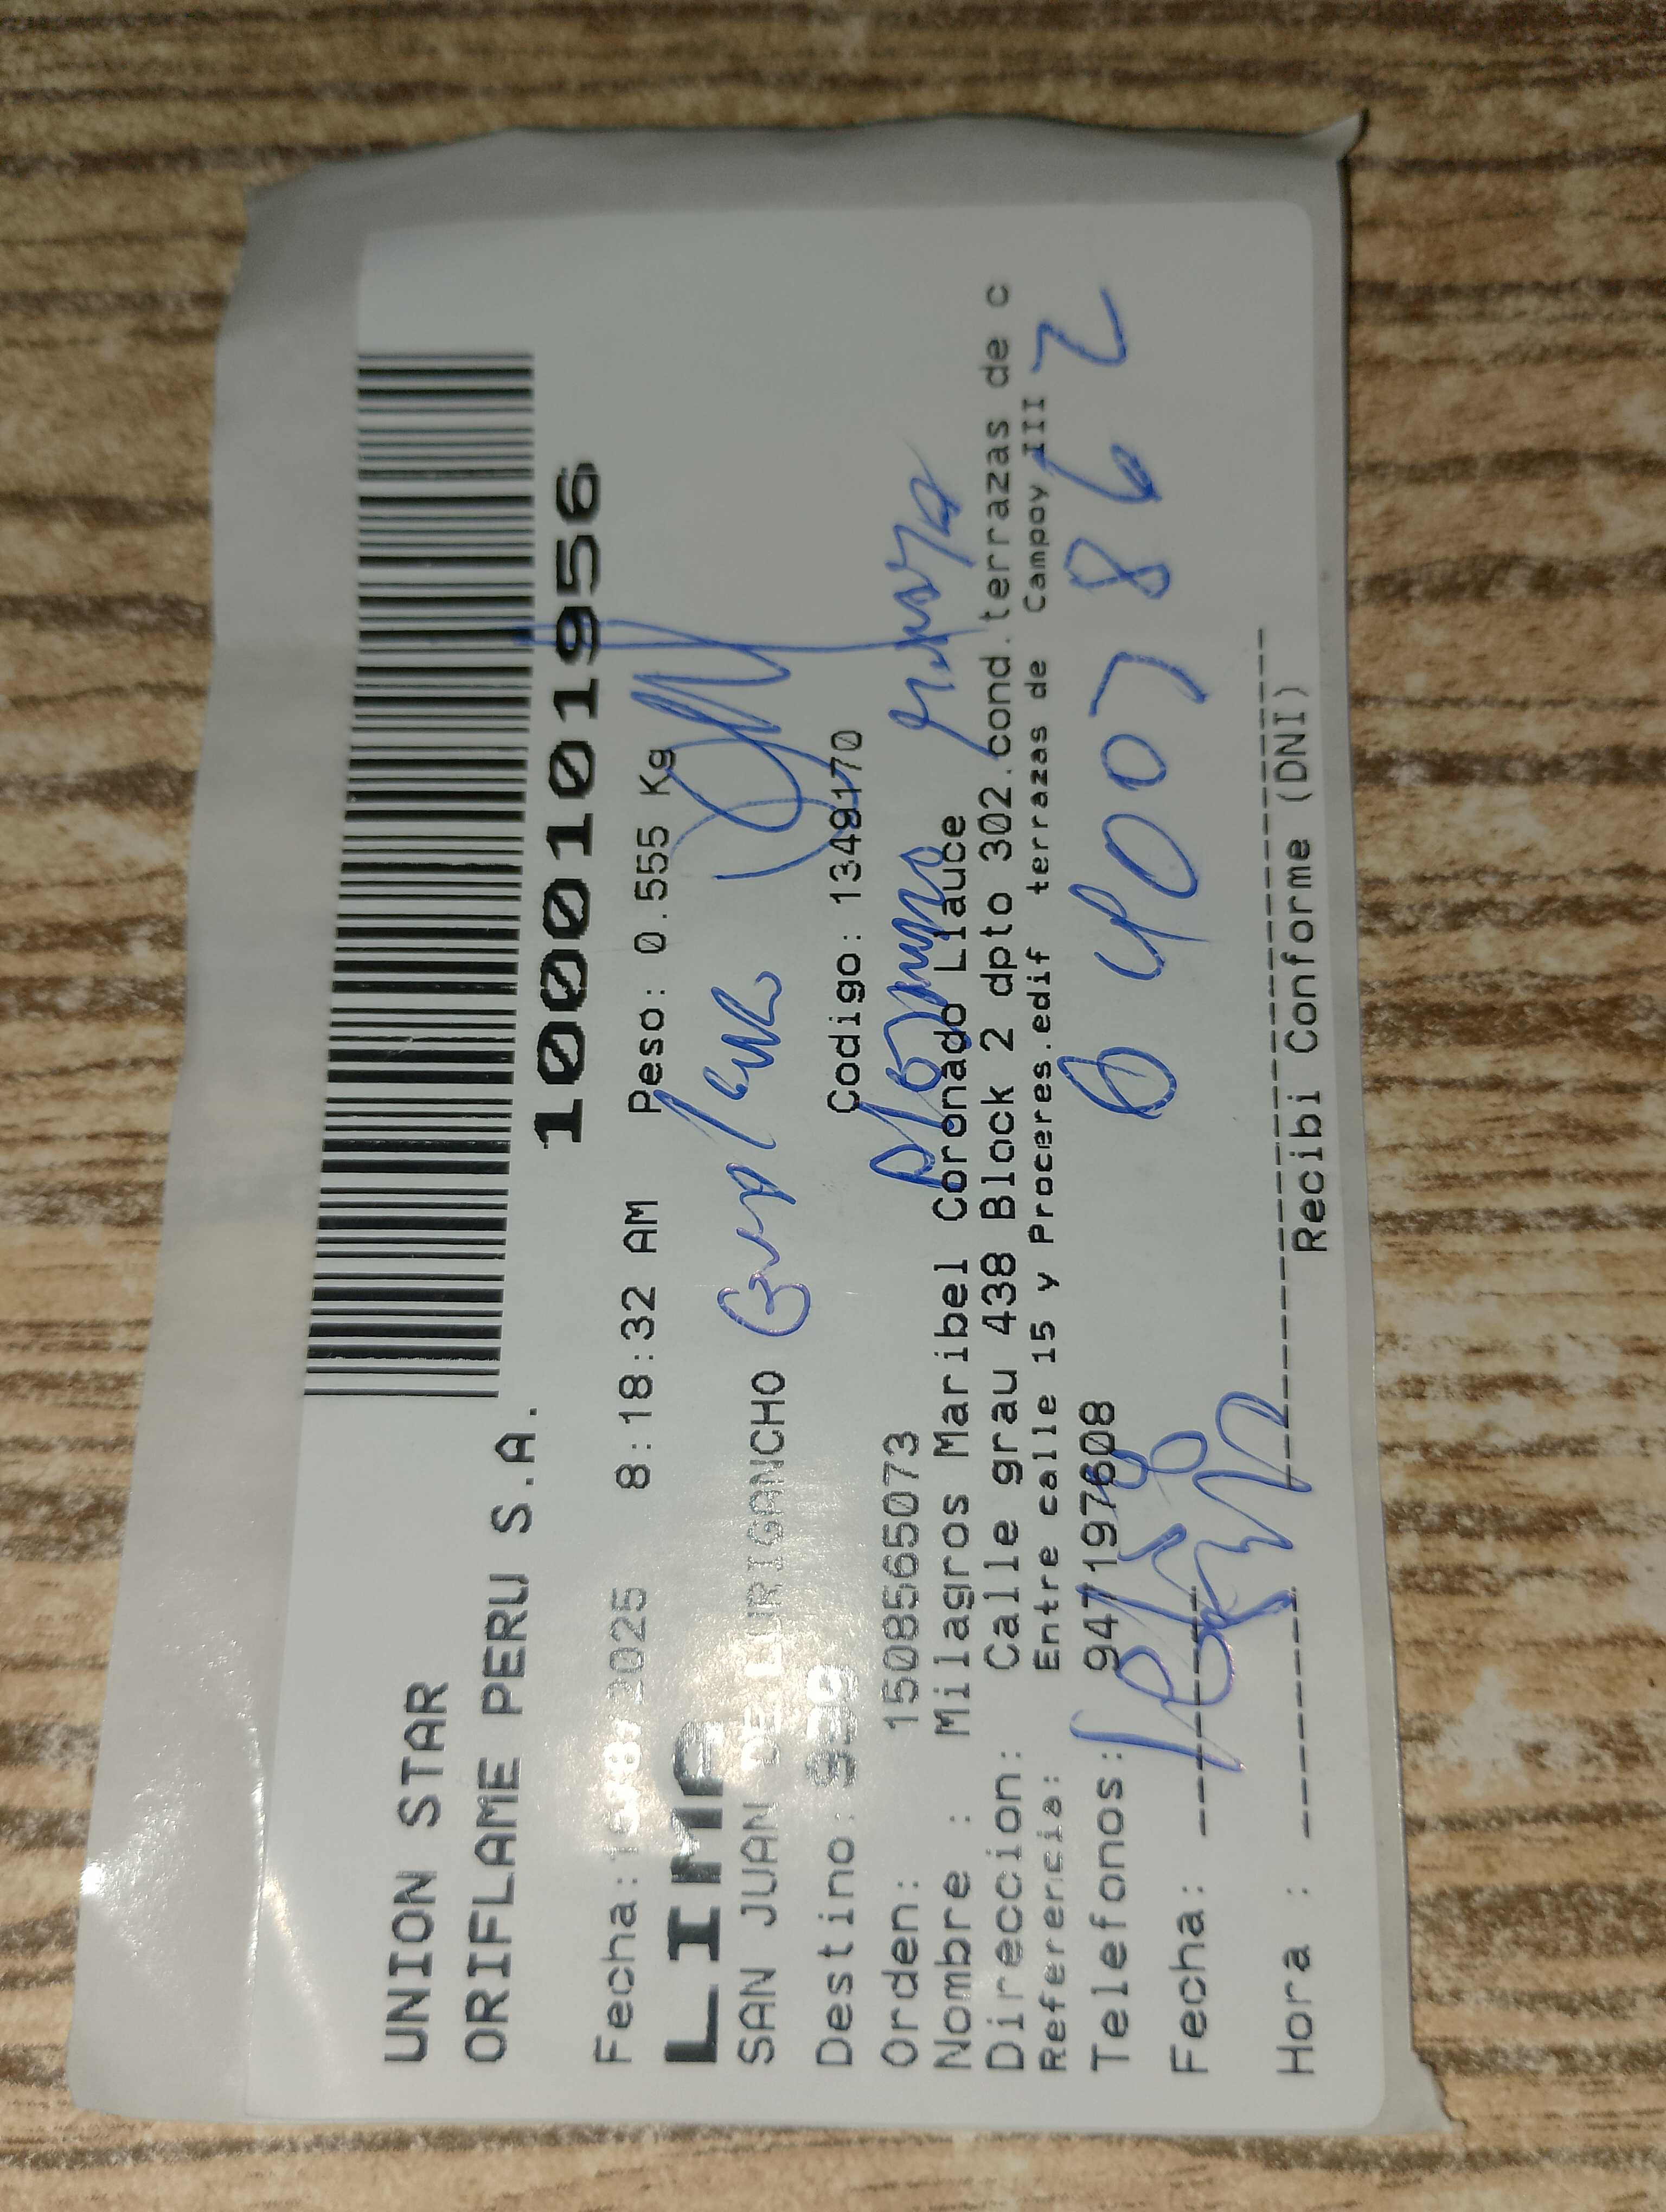 UNION STAR
ORIFLAME PERU S.A.
1000101956
Fecha: 2025 8:18:32 AM Peso: 0.555 Kg
LIMA
SAN JUAN DE LURIGANCHO
Destino: Codigo: 1349170
Orden: 1508565073
Nombre : Milagros Maribel Coronado Llauce
Direccion: Calle grau 438 Block 2 dpto 302.cond.terrazas de c
Referencia: Entre calle 15 y Proceres.edif terrazas de Campoy III
Telefonos: 947197608
0 4007862
Fecha:
Hora :
Recibi Conforme (DNI)